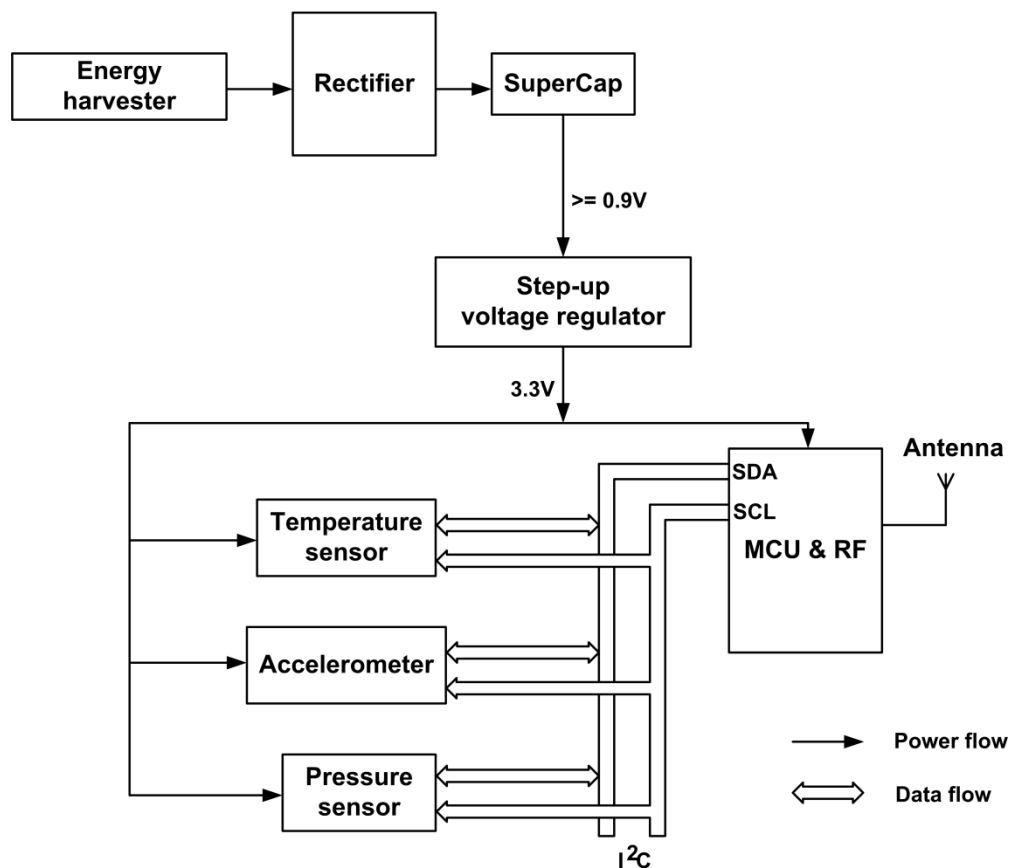 Energy
harvester
Rectifier
SuperCap
>= 0.9V
Step-up
voltage regulator
3.3V
Antenna
SDA
SCL
MCU & RF
Temperature
sensor
Accelerometer
Pressure
sensor
Power flow
Data flow
I²C